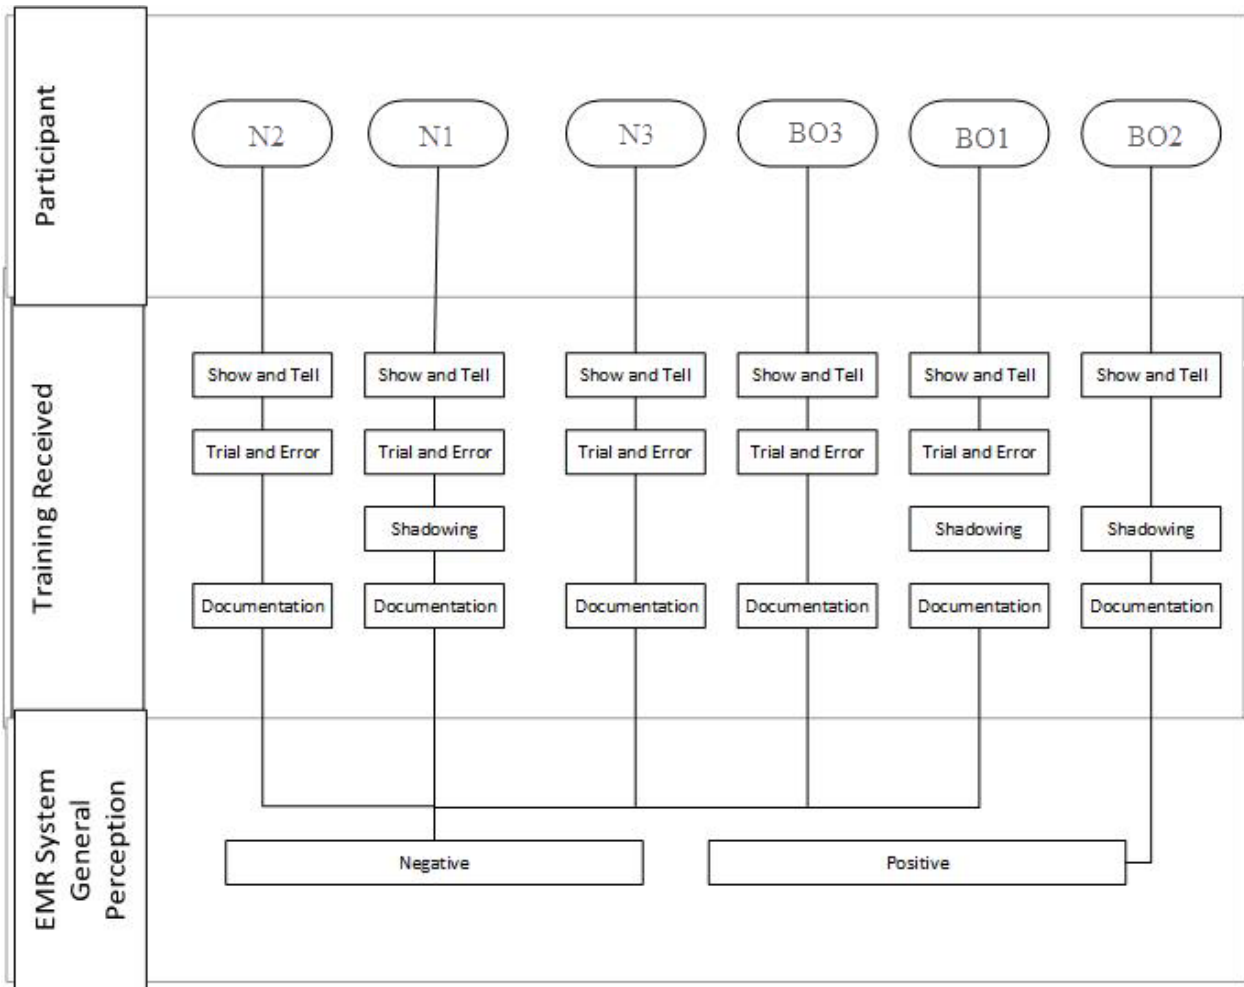 Participant
N2
N1
N3
BO3
BO1
BO2
Training Received
Show and Tell
Show and Tell
Show and Tell
Show and Tell
Show and Tell
Show and Tell
Trial and Error
Trial and Error
Trial and Error
Trial and Error
Trial and Error
Shadowing
Shadowing
Shadowing
Documentation
Documentation
Documentation
Documentation
Documentation
Documentation
EMR System
General
Perception
Negative
Positive